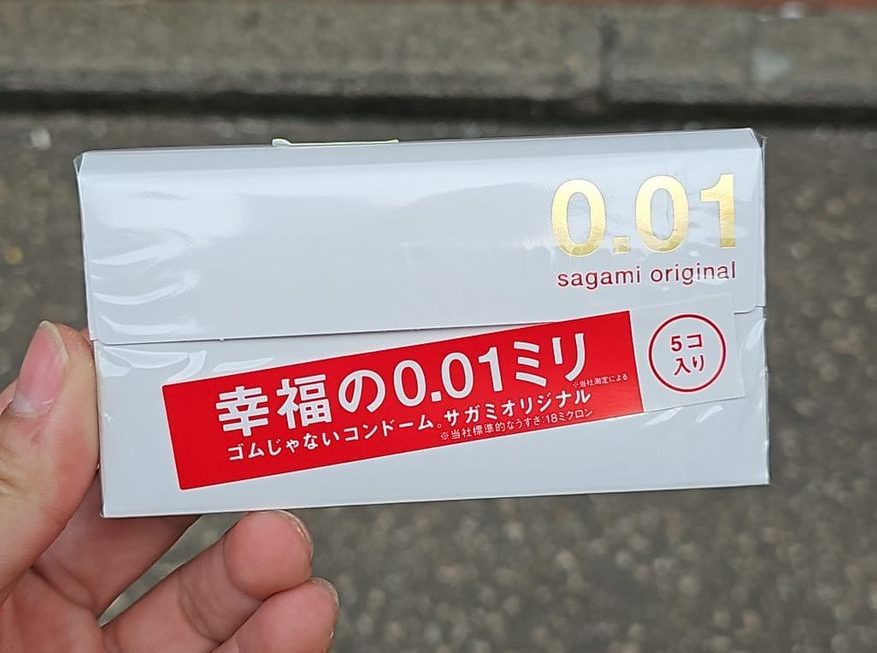 0.01
sagami original
幸福の0.01ミリ
※当社測定による
ゴムじゃないコンドーム。サガミオリジナル
※当社標準的なうすさ:18ミクロン
5コ
入り